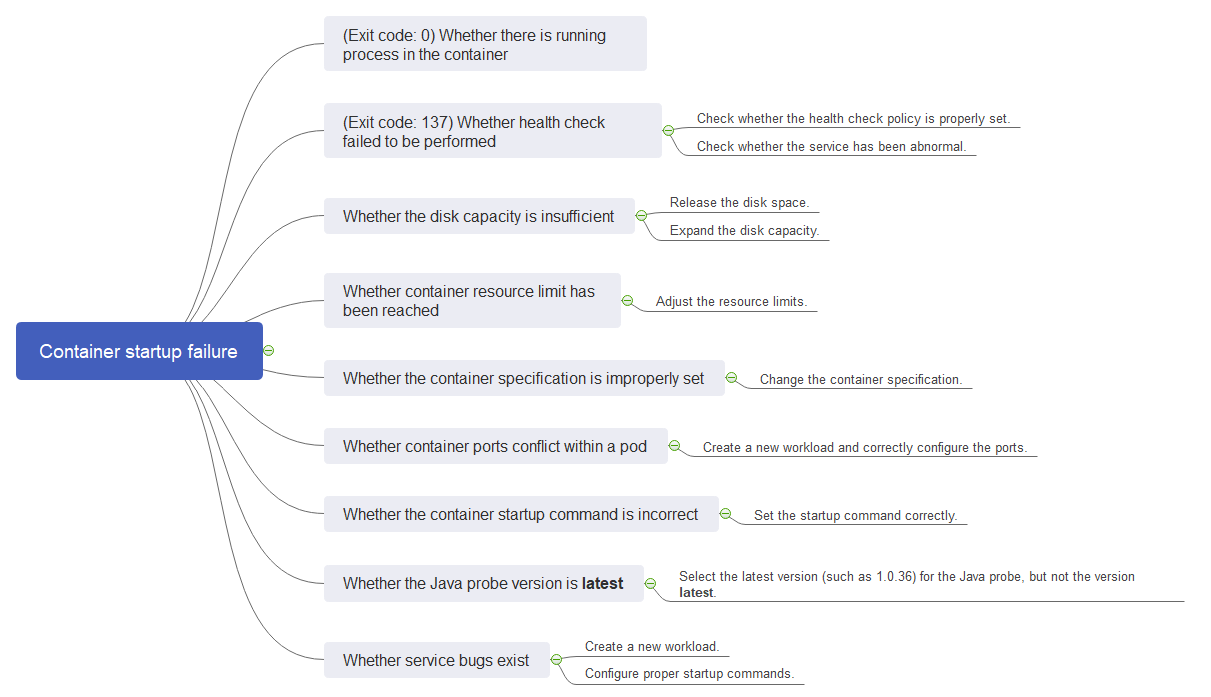 (Exit code: 0) Whether there is running
process in the container
(Exit code: 137) Whether health check
failed to be performed
Check whether the health check policy is properly set.
Check whether the service has been abnormal.
Whether the disk capacity is insufficient
Release the disk space.
Expand the disk capacity.
Whether container resource limit has
been reached
Adjust the resource limits.
Container startup failure
Whether the container specification is improperly set
Change the container specification.
Whether container ports conflict within a pod
Create a new workload and correctly configure the ports.
Whether the container startup command is incorrect
Set the startup command correctly.
Whether the Java probe version is latest
Select the latest version (such as 1.0.36) for the Java probe, but not the version
latest.
Whether service bugs exist
Create a new workload.
Configure proper startup commands.